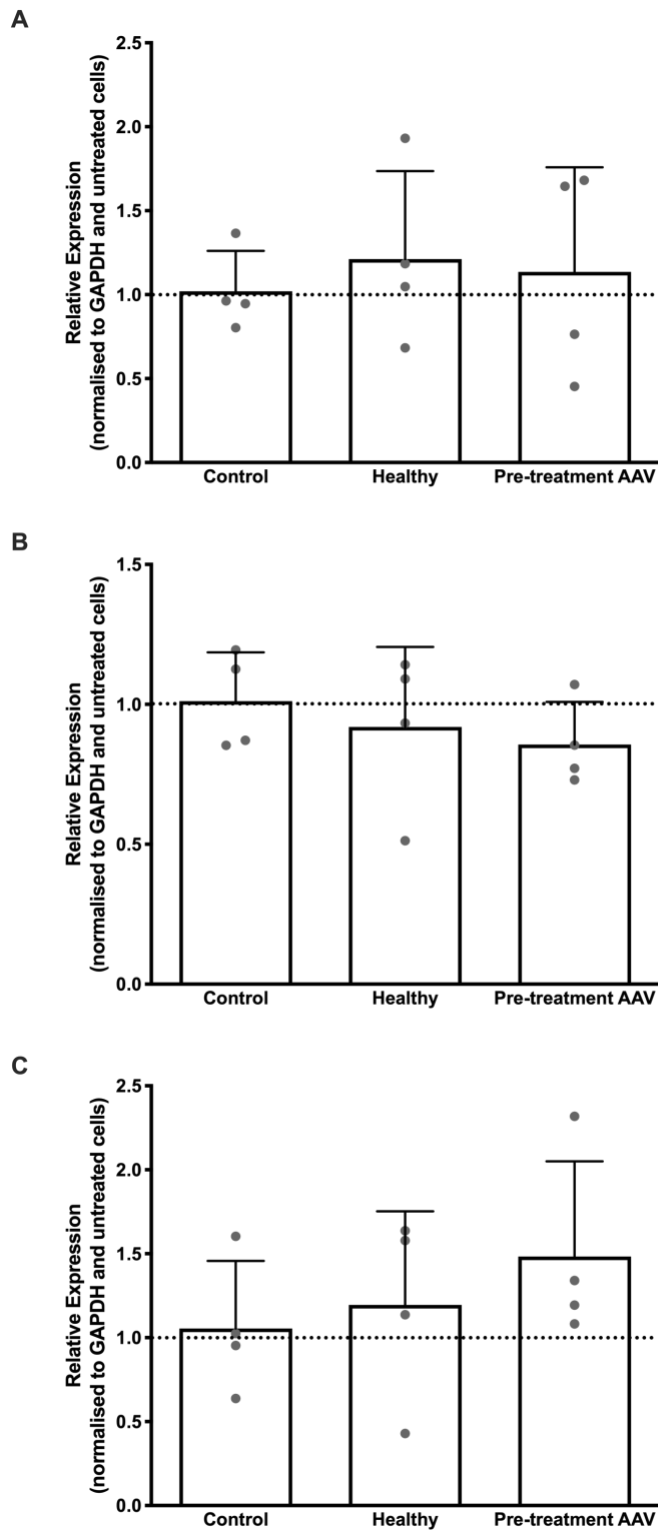 A
Relative Expression
(normalised to GAPDH and untreated cells)
2.5
2.0
1.5
1.0
0.5
0.0
Control Healthy Pre-treatment AAV
B
Relative Expression
(normalised to GAPDH and untreated cells)
1.5
1.0
0.5
0.0
Control Healthy Pre-treatment AAV
C
Relative Expression
(normalised to GAPDH and untreated cells)
2.5
2.0
1.5
1.0
0.5
0.0
Control Healthy Pre-treatment AAV